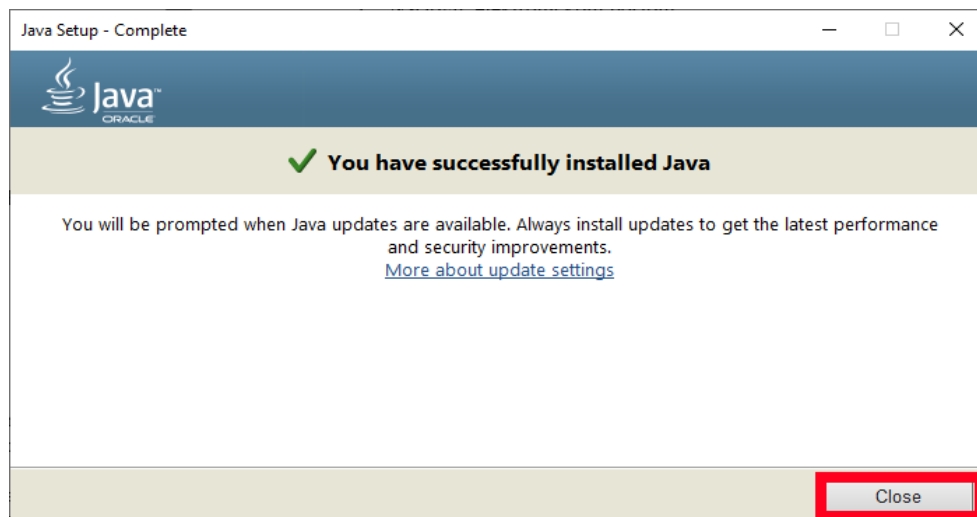 Java Setup - Complete
Java™
ORACLE
You have successfully installed Java
You will be prompted when Java updates are available. Always install updates to get the latest performance
and security improvements.
More about update settings
Close